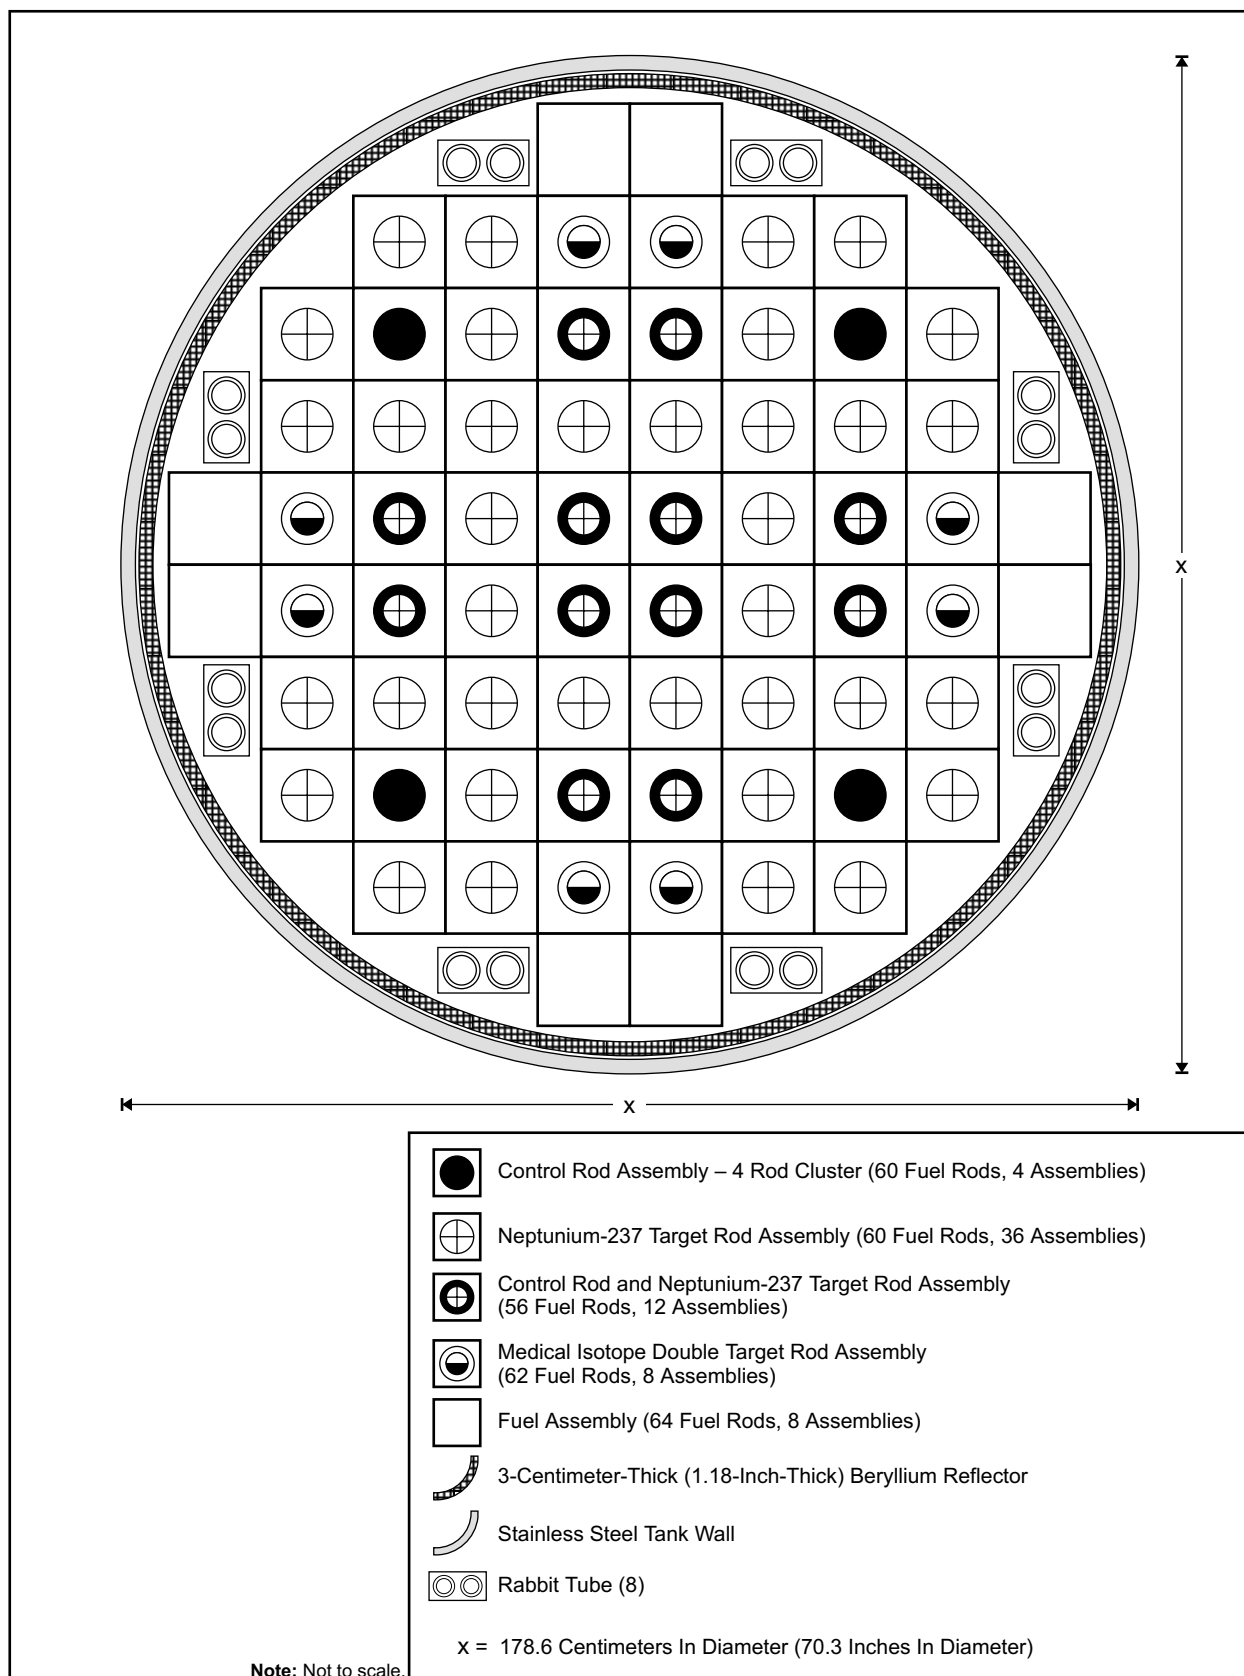 x
x
Control Rod Assembly – 4 Rod Cluster (60 Fuel Rods, 4 Assemblies)
Neptunium-237 Target Rod Assembly (60 Fuel Rods, 36 Assemblies)
Control Rod and Neptunium-237 Target Rod Assembly
(56 Fuel Rods, 12 Assemblies)
Medical Isotope Double Target Rod Assembly
(62 Fuel Rods, 8 Assemblies)
Fuel Assembly (64 Fuel Rods, 8 Assemblies)
3-Centimeter-Thick (1.18-Inch-Thick) Beryllium Reflector
Stainless Steel Tank Wall
Rabbit Tube (8)
x = 178.6 Centimeters In Diameter (70.3 Inches In Diameter)
Note: Not to scale.